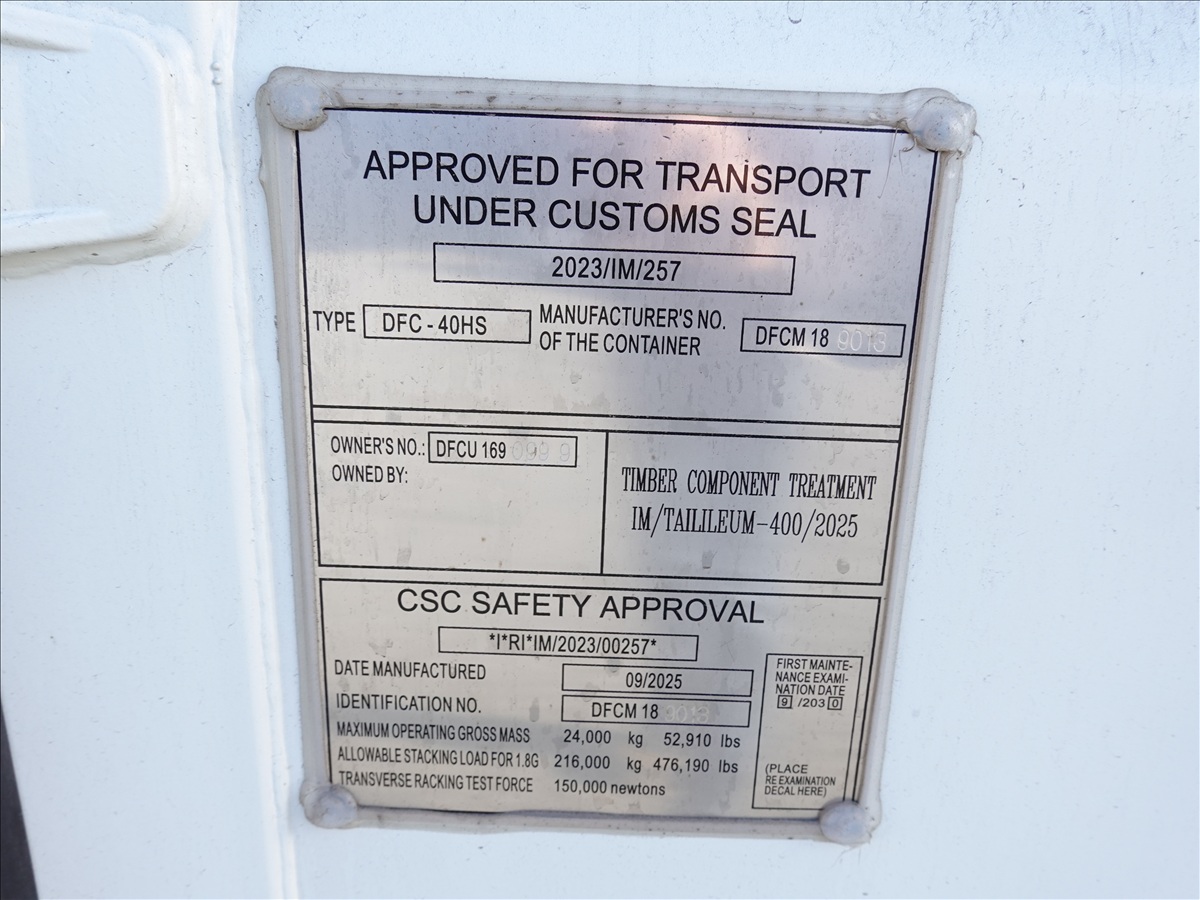 APPROVED FOR TRANSPORT
UNDER CUSTOMS SEAL
2023/IM/257
TYPE DFC - 40HS
MANUFACTURER'S NO.
OF THE CONTAINER
DFCM 18
OWNER'S NO.: DFCU 169
OWNED BY:
TIMBER COMPONENT TREATMENT
IM/TAILILEUM-400/2025
CSC SAFETY APPROVAL
*I*RI*IM/2023/00257*
DATE MANUFACTURED 09/2025
IDENTIFICATION NO. DFCM 18
MAXIMUM OPERATING GROSS MASS 24,000 kg 52,910 lbs
ALLOWABLE STACKING LOAD FOR 1.8G 216,000 kg 476,190 lbs
TRANSVERSE RACKING TEST FORCE 150,000 newtons
FIRST MAINTE-
NANCE EXAMI-
NATION DATE
9 /203 0
(PLACE
RE EXAMINATION
DECAL HERE)